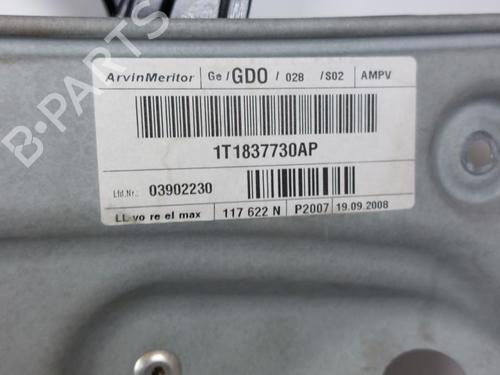 ArvinMeritor Ge/GDO/028 /S02 AMPV
1T1837730AP
Lfd.Nr.: 03902230
LL vo re el max 117 622 N P2007 19.09.2008
B-PARTS